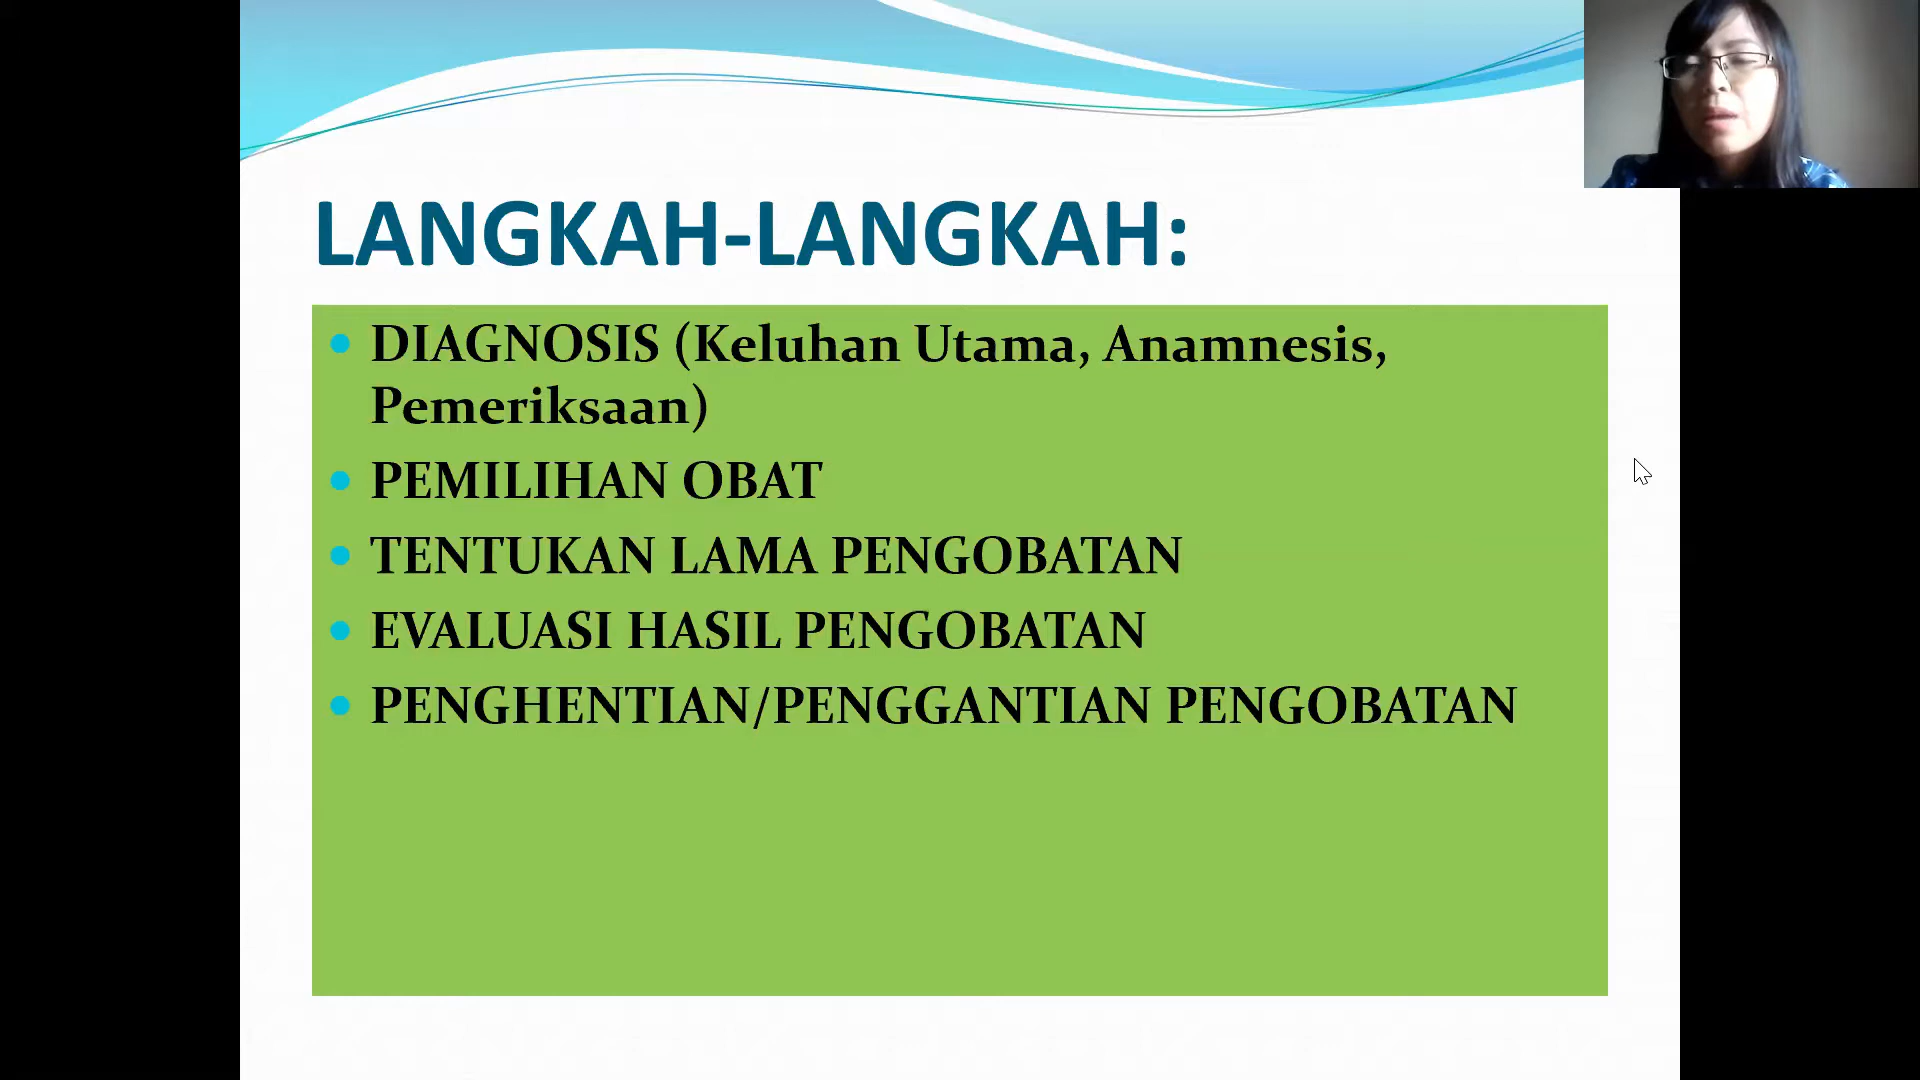 LANGKAH-LANGKAH:
DIAGNOSIS (Keluhan Utama, Anamnesis,
Pemeriksaan)
PEMILIHAN OBAT
TENTUKAN LAMA PENGOBATAN
EVALUASI HASIL PENGOBATAN
PENGHENTIAN/PENGGANTIAN PENGOBATAN